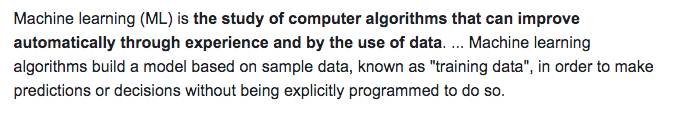 Machine learning (ML) is the study of computer algorithms that can improve
automatically through experience and by the use of data. ... Machine learning
algorithms build a model based on sample data, known as "training data", in order to make
predictions or decisions without being explicitly programmed to do so.